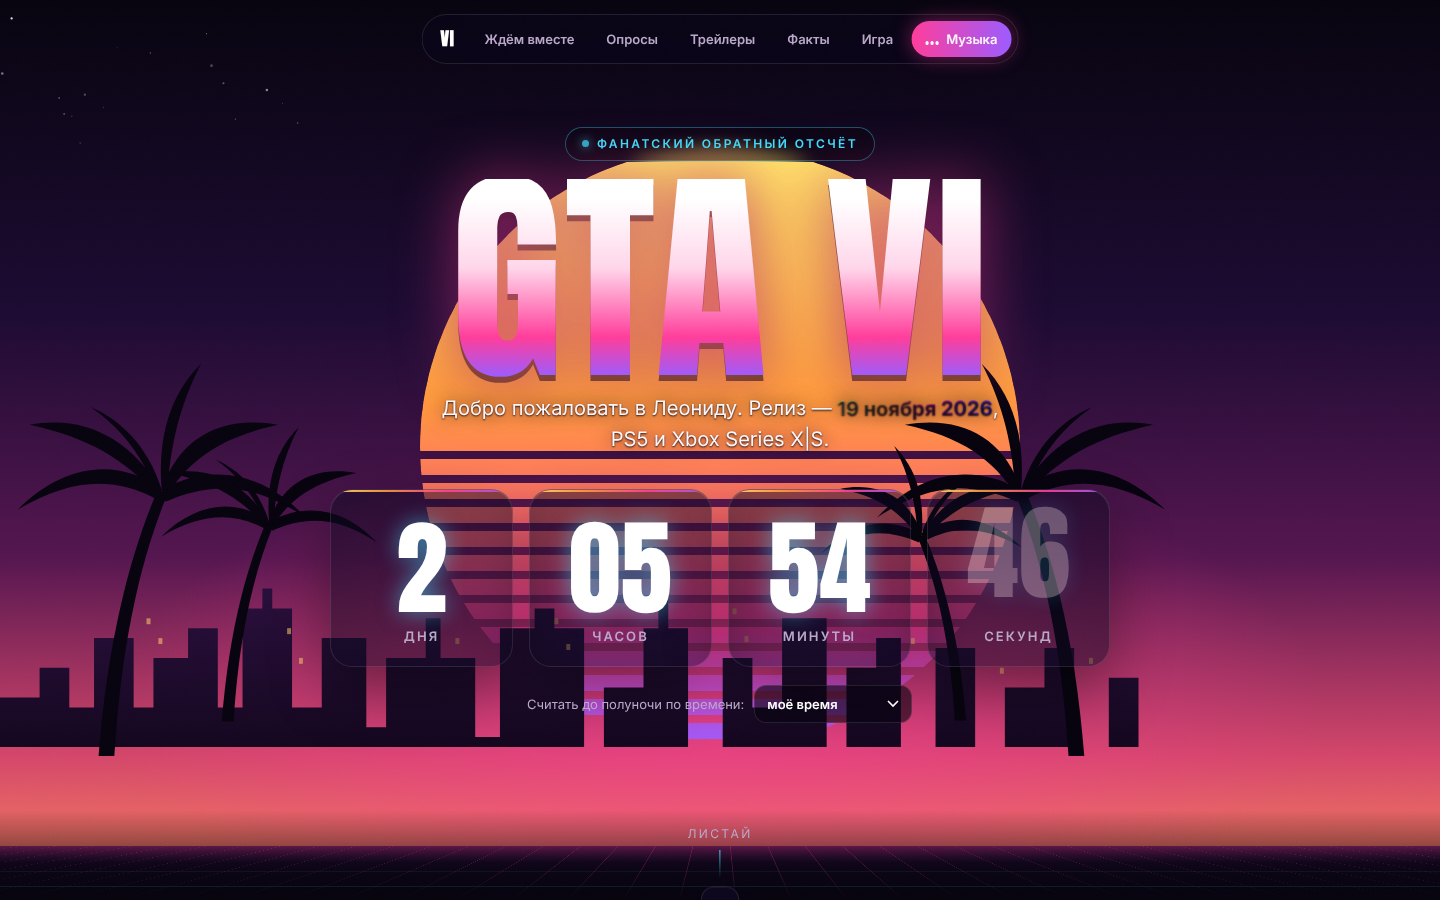 VI Ждём вместе Опросы Трейлеры Факты Игра ... Музыка
ФАНАТСКИЙ ОБРАТНЫЙ ОТСЧЁТ
GTA VI
Добро пожаловать в Леониду. Релиз — 19 ноября 2026,
PS5 и Xbox Series X|S.
2 05 54 46
ДНЯ ЧАСОВ МИНУТЫ СЕКУНД
Считать до полуночи по времени: моё время
ЛИСТАЙ